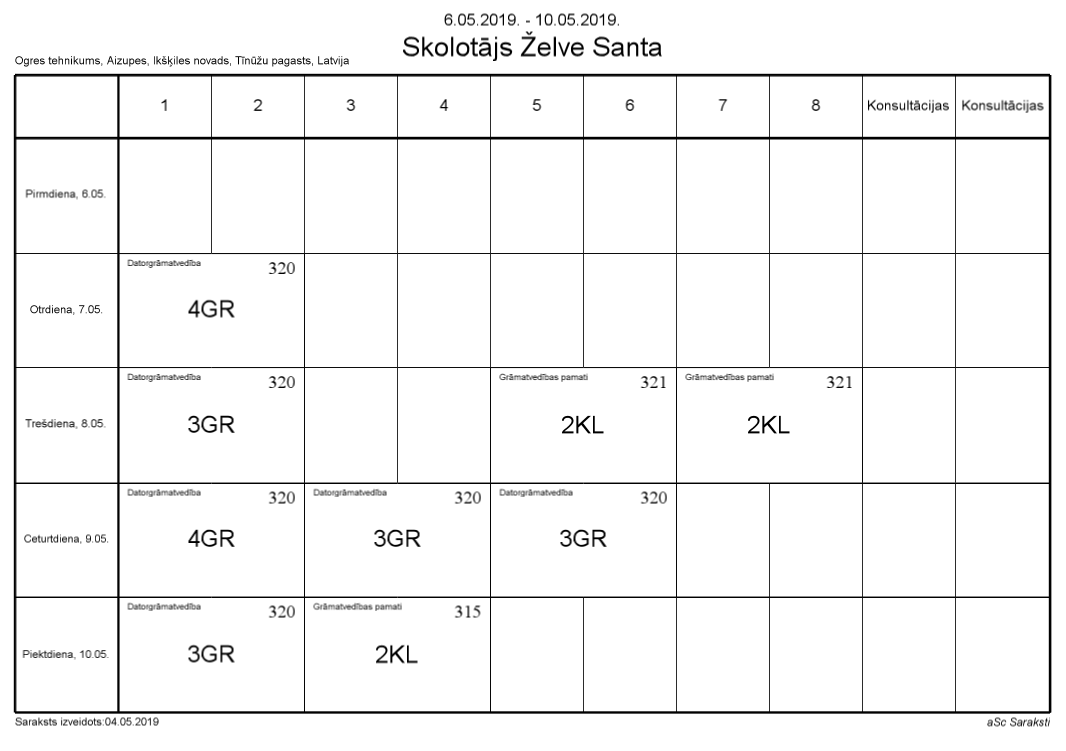 6.05.2019. - 10.05.2019.
Skolotājs Želve Santa
Ogres tehnikums, Aizupes, Ikšķiles novads, Tīnūžu pagasts, Latvija
1 2 3 4 5 6 7 8 Konsultācijas Konsultācijas
Pirmdiena, 6.05.
Datorgrāmatvedība 320
Otrdiena, 7.05. 4GR
Datorgrāmatvedība 320 Grāmatvedības pamati 321 Grāmatvedības pamati 321
Trešdiena, 8.05. 3GR 2KL 2KL
Datorgrāmatvedība 320 Datorgrāmatvedība 320 Datorgrāmatvedība 320
Ceturtdiena, 9.05. 4GR 3GR 3GR
Datorgrāmatvedība 320 Grāmatvedības pamati 315
Piektdiena, 10.05. 3GR 2KL
Saraksts izveidots:04.05.2019 aSc Saraksti